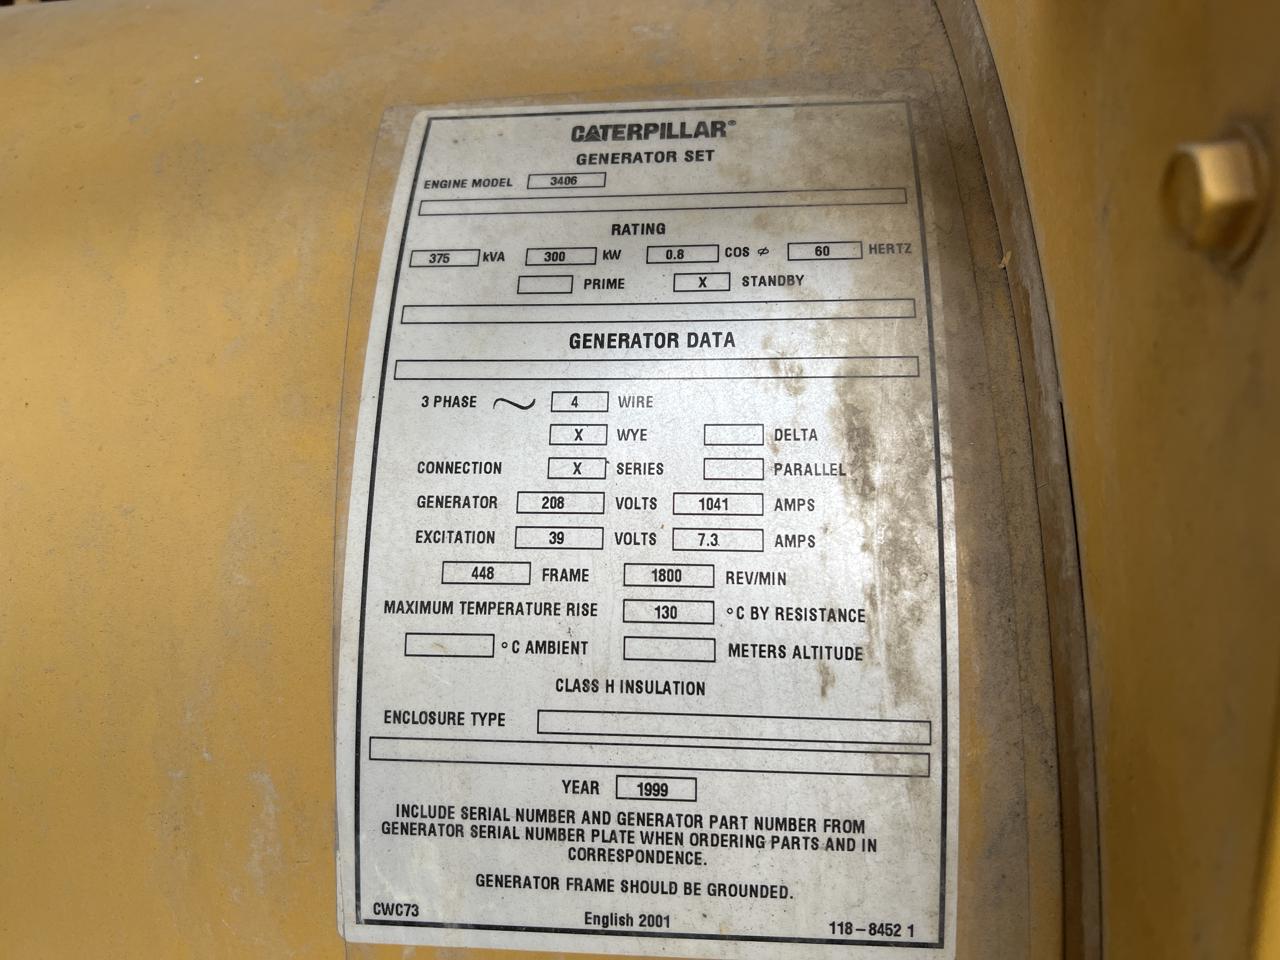 CATERPILLAR®
GENERATOR SET
ENGINE MODEL 3406
RATING
375 kVA 300 kW 0.8 COS ⌀ 60 HERTZ
PRIME X STANDBY
GENERATOR DATA
3 PHASE ~ 4 WIRE
X WYE DELTA
CONNECTION X SERIES PARALLEL
GENERATOR 208 VOLTS 1041 AMPS
EXCITATION 39 VOLTS 7.3 AMPS
448 FRAME 1800 REV/MIN
MAXIMUM TEMPERATURE RISE 130 °C BY RESISTANCE
°C AMBIENT METERS ALTITUDE
CLASS H INSULATION
ENCLOSURE TYPE
YEAR 1999
INCLUDE SERIAL NUMBER AND GENERATOR PART NUMBER FROM
GENERATOR SERIAL NUMBER PLATE WHEN ORDERING PARTS AND IN
CORRESPONDENCE.
GENERATOR FRAME SHOULD BE GROUNDED.
CWC73 English 2001 118-8452 1